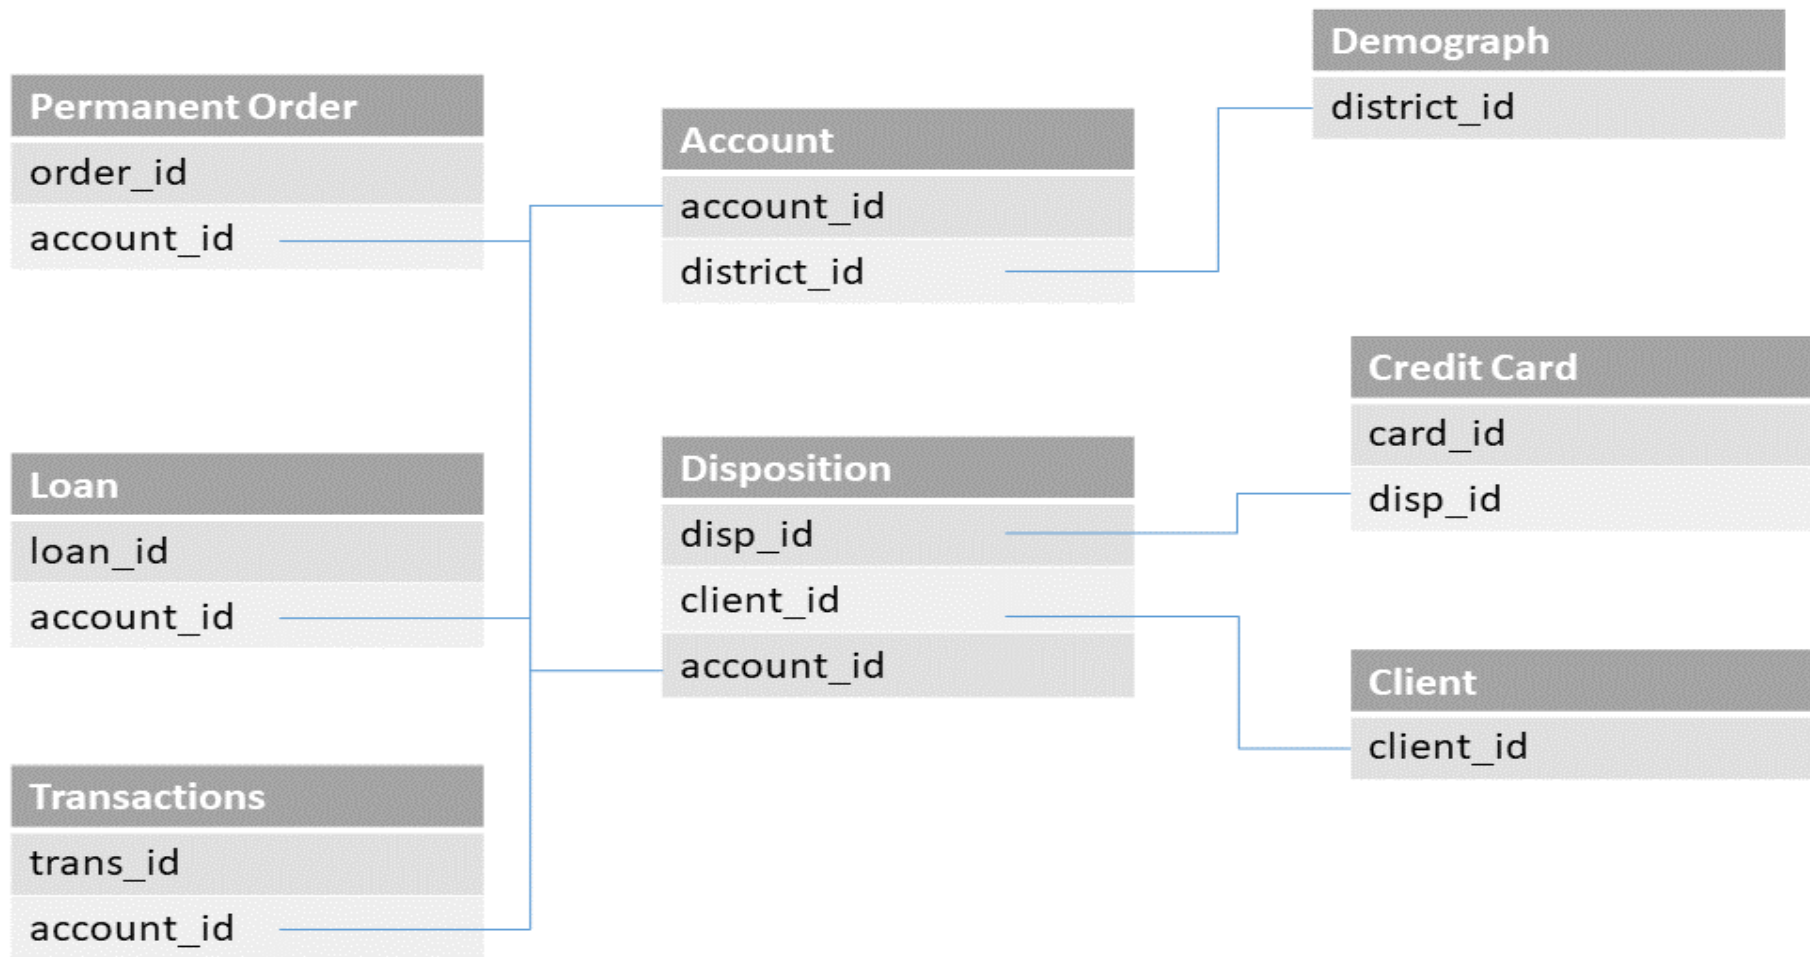 Permanent Order
order_id
account_id
Loan
loan_id
account_id
Transactions
trans_id
account_id
Account
account_id
district_id
Disposition
disp_id
client_id
account_id
Demograph
district_id
Credit Card
card_id
disp_id
Client
client_id